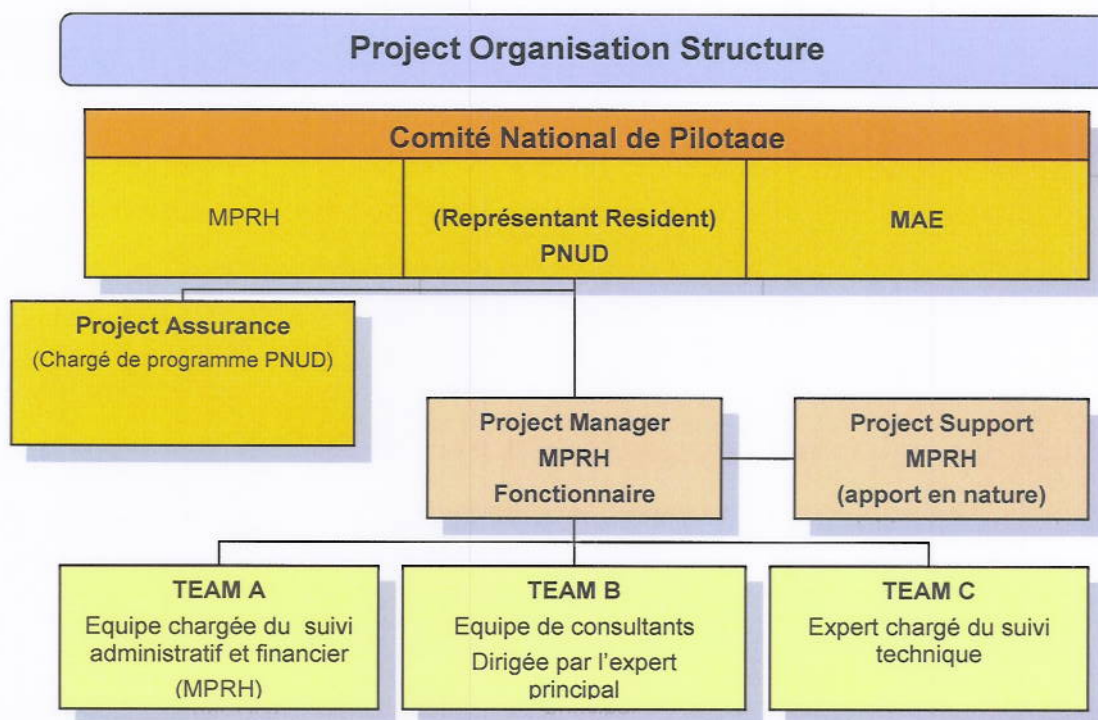 Project Organisation Structure
Comité National de Pilotage
MPRH
(Représentant Resident)
PNUD
MAE
Project Assurance
(Chargé de programme PNUD)
Project Manager
MPRH
Fonctionnaire
Project Support
MPRH
(apport en nature)
TEAM A
Equipe chargée du suivi
administratif et financier
(MPRH)
TEAM B
Equipe de consultants
Dirigée par l'expert
principal
TEAM C
Expert chargé du suivi
technique